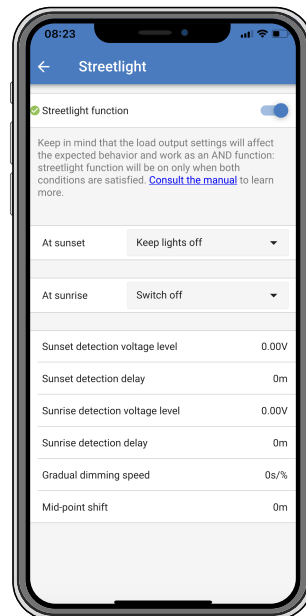 08:23
Streetlight
Streetlight function
Keep in mind that the load output settings will affect
the expected behavior and work as an AND function:
streetlight function will be on only when both
conditions are satisfied. Consult the manual to learn
more.
At sunset Keep lights off
At sunrise Switch off
Sunset detection voltage level 0.00V
Sunset detection delay 0m
Sunrise detection voltage level 0.00V
Sunrise detection delay 0m
Gradual dimming speed 0s/%
Mid-point shift 0m